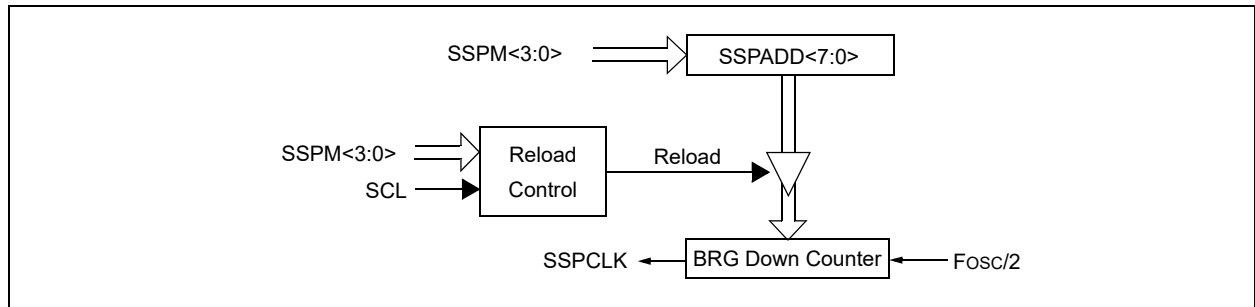 SSPM<3:0>
SSPADD<7:0>
SSPM<3:0>
SCL
Reload
Control
Reload
SSPCLK
BRG Down Counter
FOSC/2